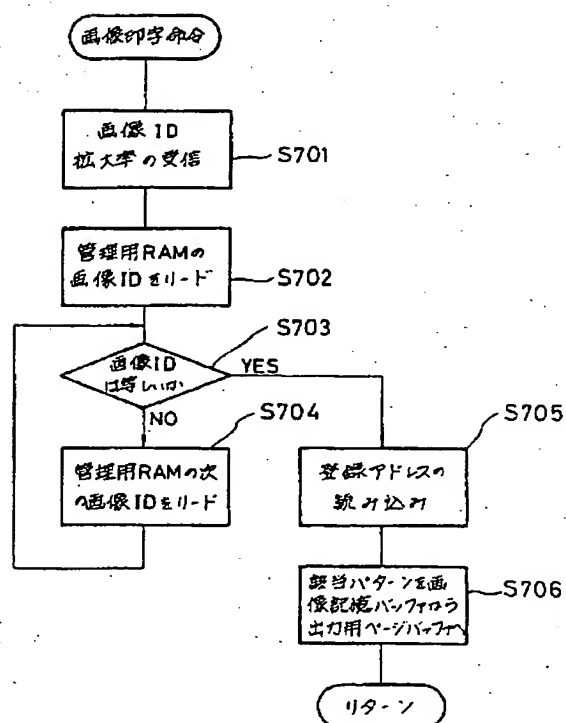 画像印字命令
画像ID
拡大率の受信
S701
管理用RAMの
画像IDをリード
S702
S703
画像ID
は等しいか
YES
NO
S704
管理用RAMの次
の画像IDをリード
S705
登録アドレスの
読み込み
該当パターンを画
像記憶バッファから
出力用ページバッファへ
S706
リターン